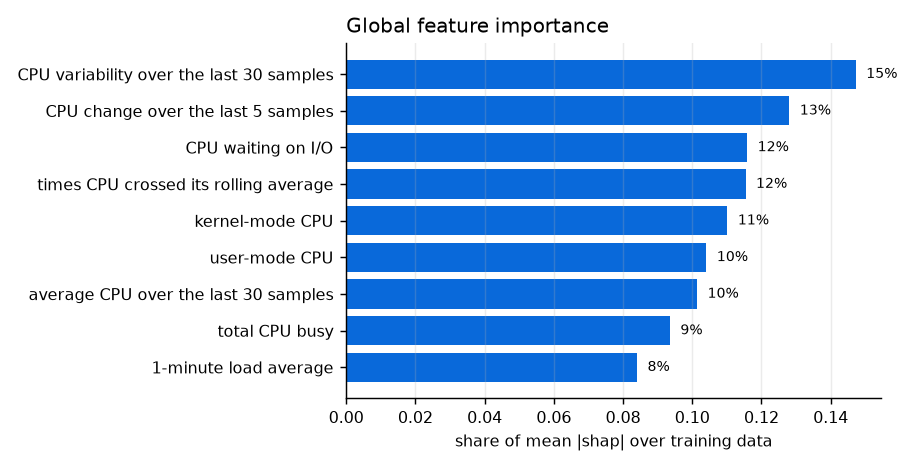 Global feature importance
CPU variability over the last 30 samples 15%
CPU change over the last 5 samples 13%
CPU waiting on I/O 12%
times CPU crossed its rolling average 12%
kernel-mode CPU 11%
user-mode CPU 10%
average CPU over the last 30 samples 10%
total CPU busy 9%
1-minute load average 8%
0.00 0.02 0.04 0.06 0.08 0.10 0.12 0.14
share of mean |shap| over training data